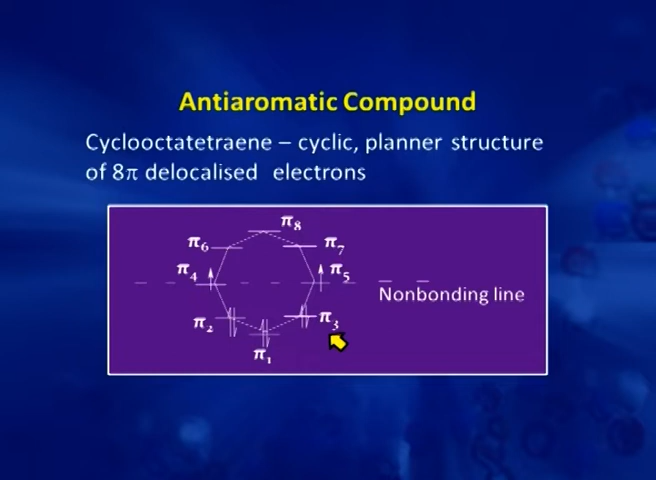 Antiaromatic Compound
Cyclooctatetraene – cyclic, planner structure
of 8π delocalised electrons
π8
π6 π7
π4 π5
Nonbonding line
π2 π3
π1